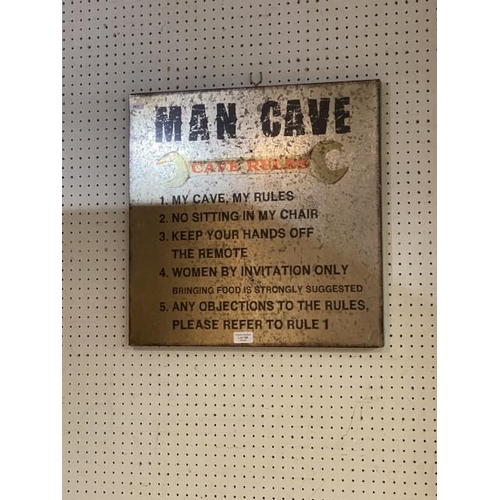 MAN CAVE
CAVE RULES
1. MY CAVE, MY RULES
2. NO SITTING IN MY CHAIR
3. KEEP YOUR HANDS OFF
THE REMOTE
4. WOMEN BY INVITATION ONLY
BRINGING FOOD IS STRONGLY SUGGESTED
5. ANY OBJECTIONS TO THE RULES,
PLEASE REFER TO RULE 1